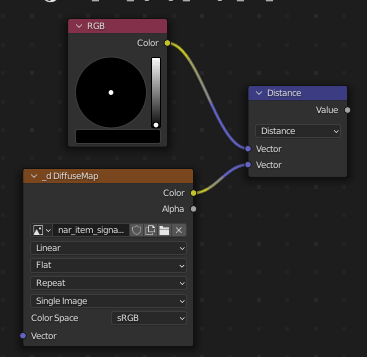 RGB
Color
Distance
Value
Distance
Vector
Vector
_d DiffuseMap
Color
Alpha
nar_item_signa...
Linear
Flat
Repeat
Single Image
Color Space sRGB
Vector